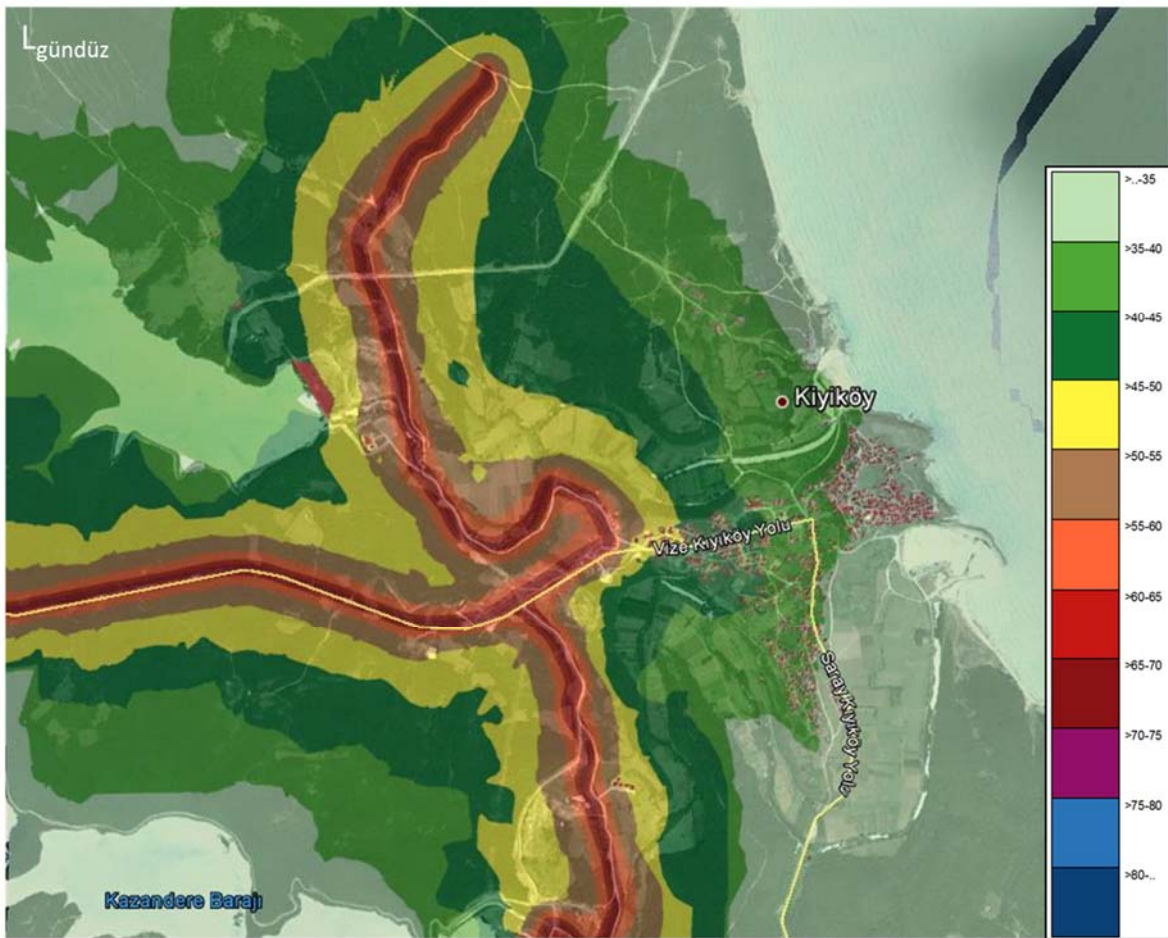 Lgündüz
Kiyiköy
Vize Kıyıköy Yolu
Saray Kıyıköy Yolu
Kazandere Barajı
>..-35
>35-40
>40-45
>45-50
>50-55
>55-60
>60-65
>65-70
>70-75
>75-80
>80-..